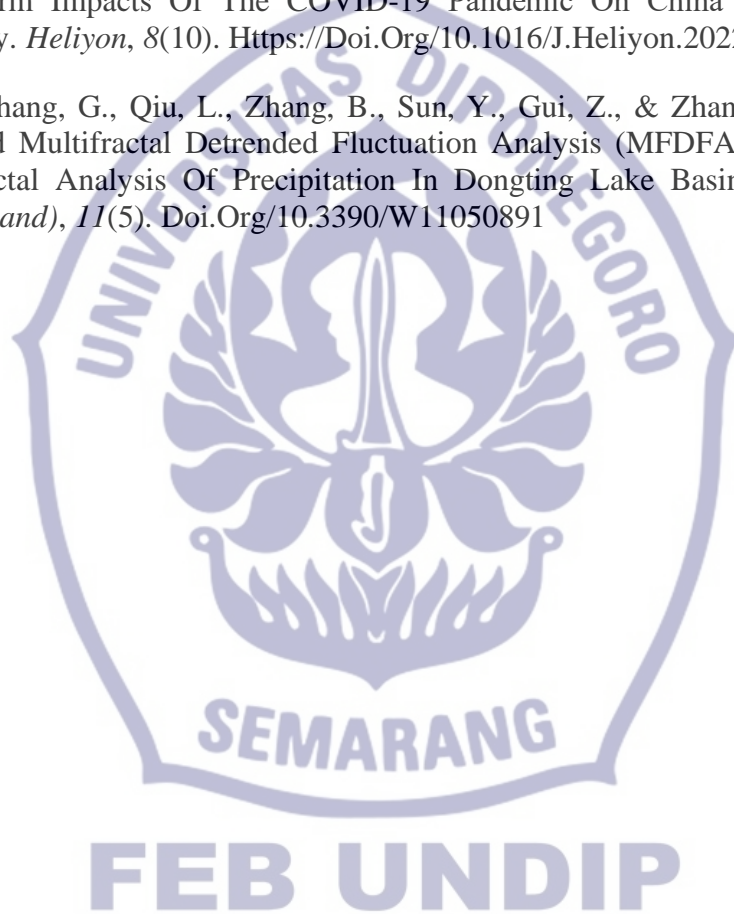 rm Impacts Of The COVID-19 Pandemic On China
y. Heliyon, 8(10). Https://Doi.Org/10.1016/J.Heliyon.202
hang, G., Qiu, L., Zhang, B., Sun, Y., Gui, Z., & Zhan
d Multifractal Detrended Fluctuation Analysis (MFDFA
ctal Analysis Of Precipitation In Dongting Lake Basin
and), 11(5). Doi.Org/10.3390/W11050891
UNIVERSITAS DIPONEGORO
SEMARANG
FEB UNDIP